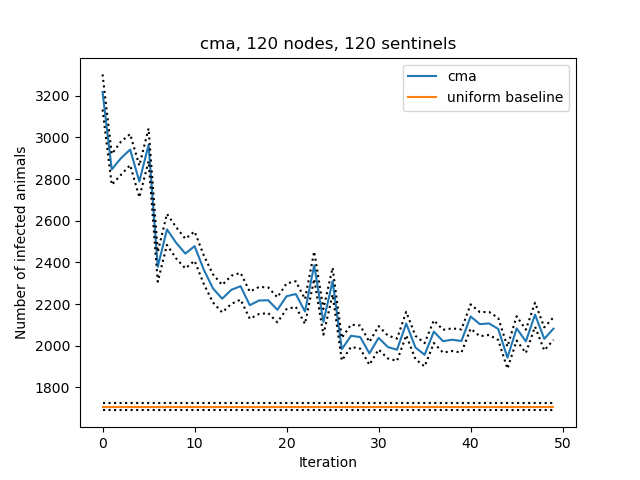 cma, 120 nodes, 120 sentinels
cma
uniform baseline
Number of infected animals
3200
3000
2800
2600
2400
2200
2000
1800
0 10 20 30 40 50
Iteration